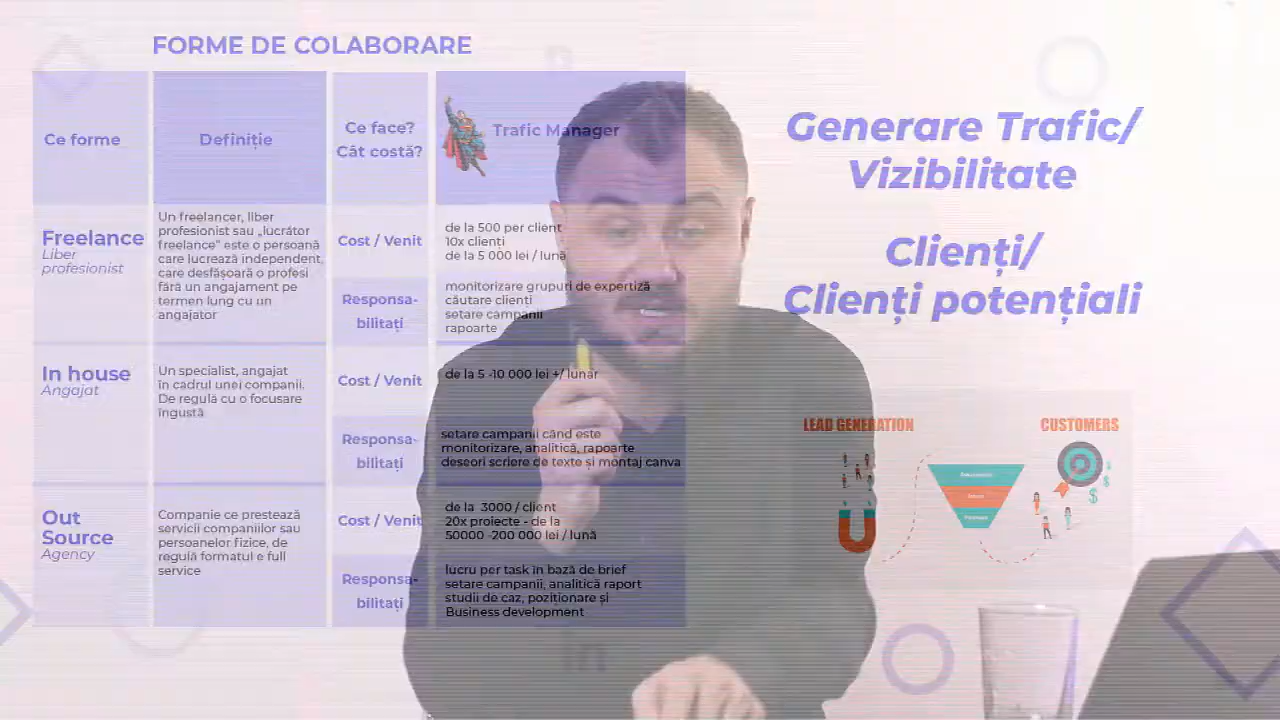 FORME DE COLABORARE
Ce forme
Definiție
Ce face?
Cât costă?
Trafic Manager
Freelance
Liber
profesionist
Un freelancer, liber
profesionist sau „lucrător
freelance" este o persoană
care lucrează independent,
care desfășoară o profesi
fără un angajament pe
termen lung cu un
angajator
Cost / Venit
de la 500 per client
10x clienti
de la 5 000 lei / lună
Responsa-
bilități
monitorizare grupuri de expertiză
căutare clienti
setare campanii
rapoarte
In house
Angajat
Un specialist, angajat
în cadrul unei companii.
De regulă cu o focusare
îngustă
Cost / Venit
de la 5 -10 000 lei +/ lunar
Responsa-
bilități
setare campanii când este
monitorizare, analitică, rapoarte
deseori scriere de texte și montaj canva
Out
Source
Agency
Companie ce prestează
servicii companiilor sau
persoanelor fizice, de
regulă formatul e full
service
Cost / Venit
de la 3000 / client
20x proiecte - de la
50000 -200 000 lei / lună
Responsa-
bilități
lucru per task în bază de brief
setare campanii, analitică raport
studii de caz, poziționare și
Business development
Generare Trafic/
Vizibilitate
Clienți/
Clienți potențiali
LEAD GENERATION
CUSTOMERS
in